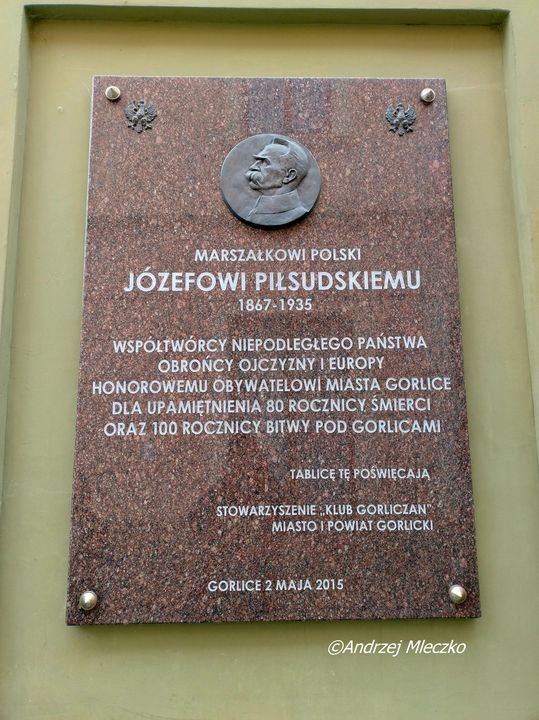 MARSZAŁKOWI POLSKI
JÓZEFOWI PIŁSUDSKIEMU
1867-1935
WSPÓŁTWÓRCY NIEPODLEGŁEGO PAŃSTWA
OBROŃCY OJCZYZNY I EUROPY
HONOROWEMU OBYWATELOWI MIASTA GORLICE
DLA UPAMIĘTNIENIA 80 ROCZNICY ŚMIERCI
ORAZ 100 ROCZNICY BITWY POD GORLICAMI
TABLICĘ TĘ POŚWIĘCAJĄ
STOWARZYSZENIE „KLUB GORLICZAN"
MIASTO I POWIAT GORLICKI
GORLICE 2 MAJA 2015
©Andrzej Mleczko